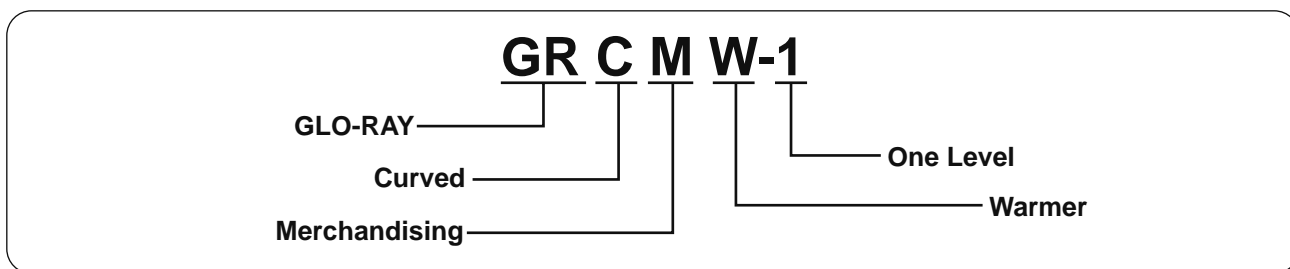 GR C M W-1
GLO-RAY
One Level
Curved
Warmer
Merchandising